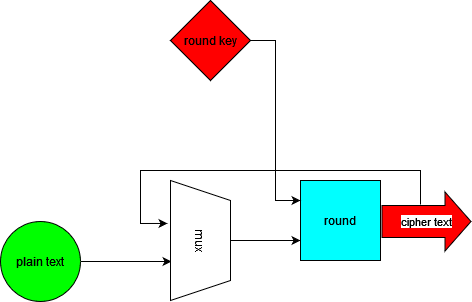 round key
mux
round
cipher text
plain text